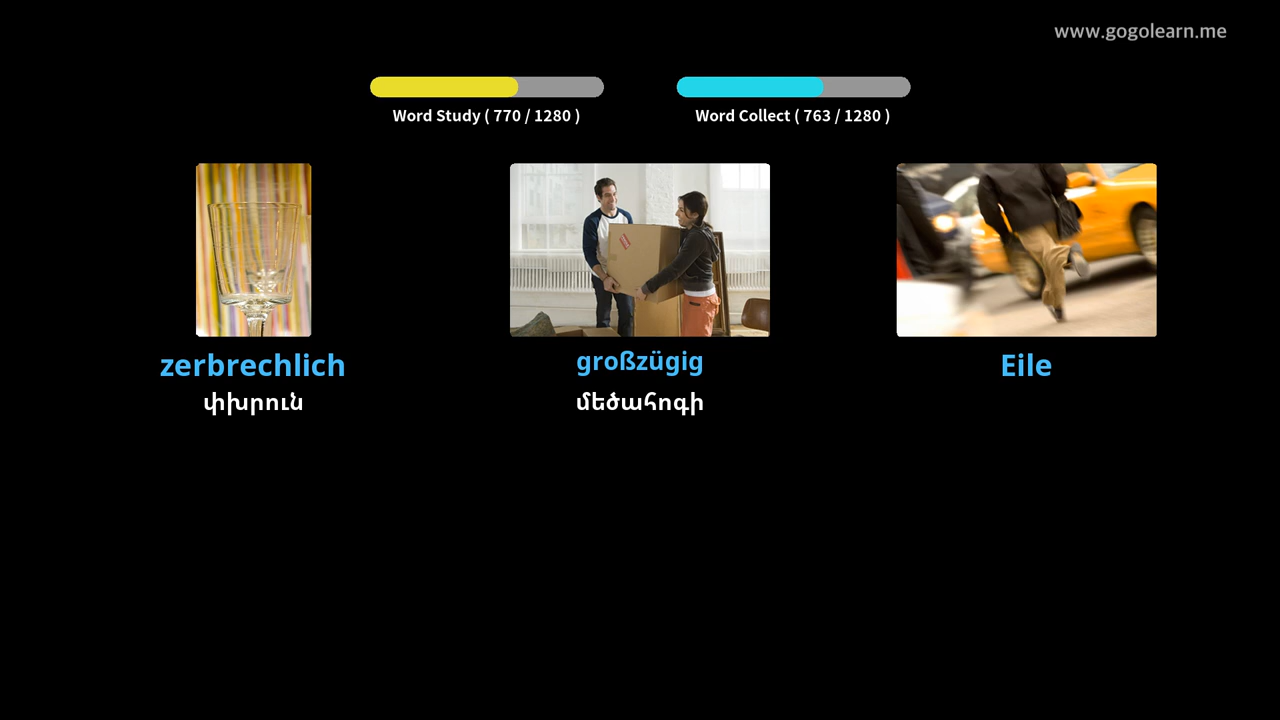 www.gogolearn.me
Word Study ( 770 / 1280 )
Word Collect ( 763 / 1280 )
zerbrechlich
großzügig
Eile
փխրուն
մեծահոգի